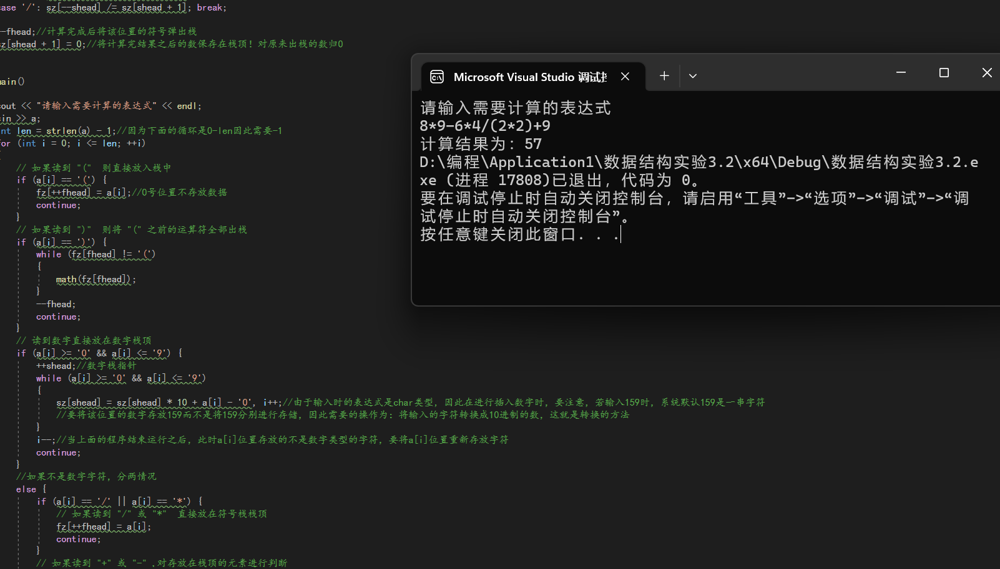 case '/': sz[--shead] /= sz[shead + 1]; break;
--fhead;//计算完成后将该位置的符号弹出栈
sz[shead + 1] = 0;//将计算完结果之后的数保存在栈顶！对原来出栈的数归0
main()
cout << "请输入需要计算的表达式" << endl;
cin >> a;
int len = strlen(a) - 1;//因为下面的循环是0-len因此需要-1
for (int i = 0; i <= len; ++i)
{
// 如果读到 "(" 则直接放入栈中
if (a[i] == '(') {
fz[++fhead] = a[i];//0号位置不存放数据
continue;
}
// 如果读到 ")" 则将 "(" 之前的运算符全部出栈
if (a[i] == ')') {
while (fz[fhead] != '(')
{
math(fz[fhead]);
}
--fhead;
continue;
}
// 读到数字直接放在数字栈顶
if (a[i] >= '0' && a[i] <= '9') {
++shead;//数字栈指针
while (a[i] >= '0' && a[i] <= '9')
{
sz[shead] = sz[shead] * 10 + a[i] - '0', i++;//由于输入时的表达式是char类型，因此在进行插入数字时，要注意，若输入159时，系统默认159是一串字符
//要将该位置的数字存放159而不是将159分别进行存储，因此需要的操作为：将输入的字符转换成10进制的数，这就是转换的方法
}
i--;//当上面的程序结束运行之后，此时a[i]位置存放的不是数字类型的字符，要将a[i]位置重新存放字符
continue;
}
//如果不是数字字符，分两情况
else {
if (a[i] == '/' || a[i] == '*') {
// 如果读到 "/" 或 "*" 直接放在符号栈栈顶
fz[++fhead] = a[i];
continue;
}
// 如果读到 "+" 或 "-" ,对存放在栈顶的元素进行判断
Microsoft Visual Studio 调试控
请输入需要计算的表达式
8*9-6*4/(2*2)+9
计算结果为：57
D:\编程\Application1\数据结构实验3.2\x64\Debug\数据结构实验3.2.e
xe (进程 17808)已退出，代码为 0。
要在调试停止时自动关闭控制台，请启用“工具”->“选项”->“调试”->“调
试停止时自动关闭控制台”。
按任意键关闭此窗口. . .